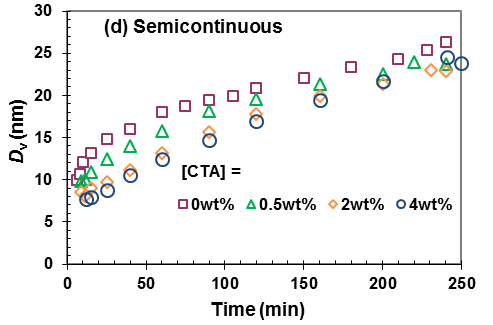 30
(d) Semicontinuous
25
20
Dv (nm)
15
10
[CTA] =
0wt% 0.5wt% 2wt% 4wt%
5
0
0 50 100 150 200 250
Time (min)